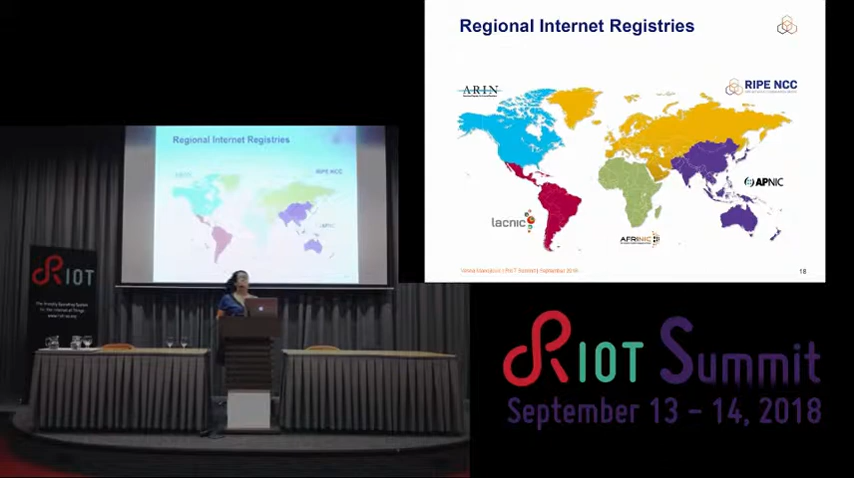 Regional Internet Registries
ARIN
RIPE NCC
APNIC
lacnic
AFRINIC
18
Regional Internet Registries
RIPE NCC
RIOT
RIOT Summit
September 13 – 14, 2018